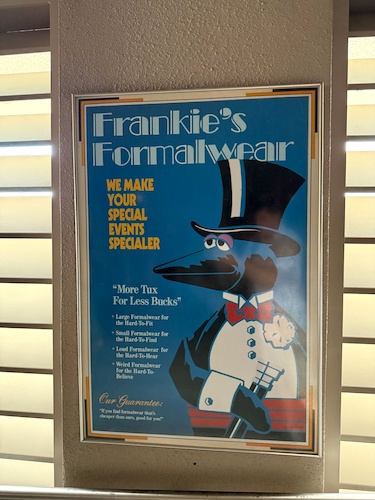 Frankie's
Formalwear
WE MAKE
YOUR
SPECIAL
EVENTS
SPECIALER
"More Tux
For Less Bucks"
• Large Formalwear for
the Hard-To-Fit
• Small Formalwear for
the Hard-To-Find
• Loud Formalwear for
the Hard-To-Hear
• Weird Formalwear
for the Hard-To-
Believe
Our Guarantee:
"If you find formalwear that's
cheaper than ours, good for you!"